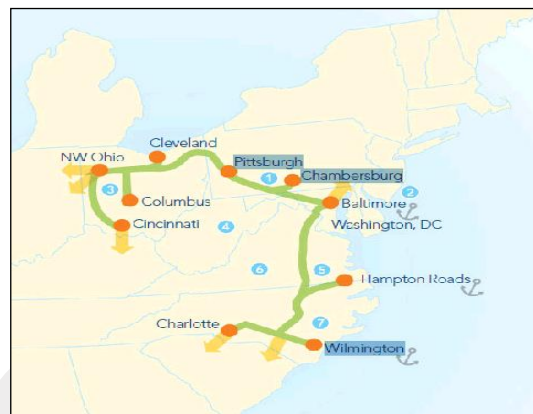 Cleveland
NW Ohio
Pittsburgh
1
Chambersburg
3
2
Columbus
Baltimore
Cincinnati
4
Washington, DC
6
5
Hampton Roads
Charlotte
7
Wilmington